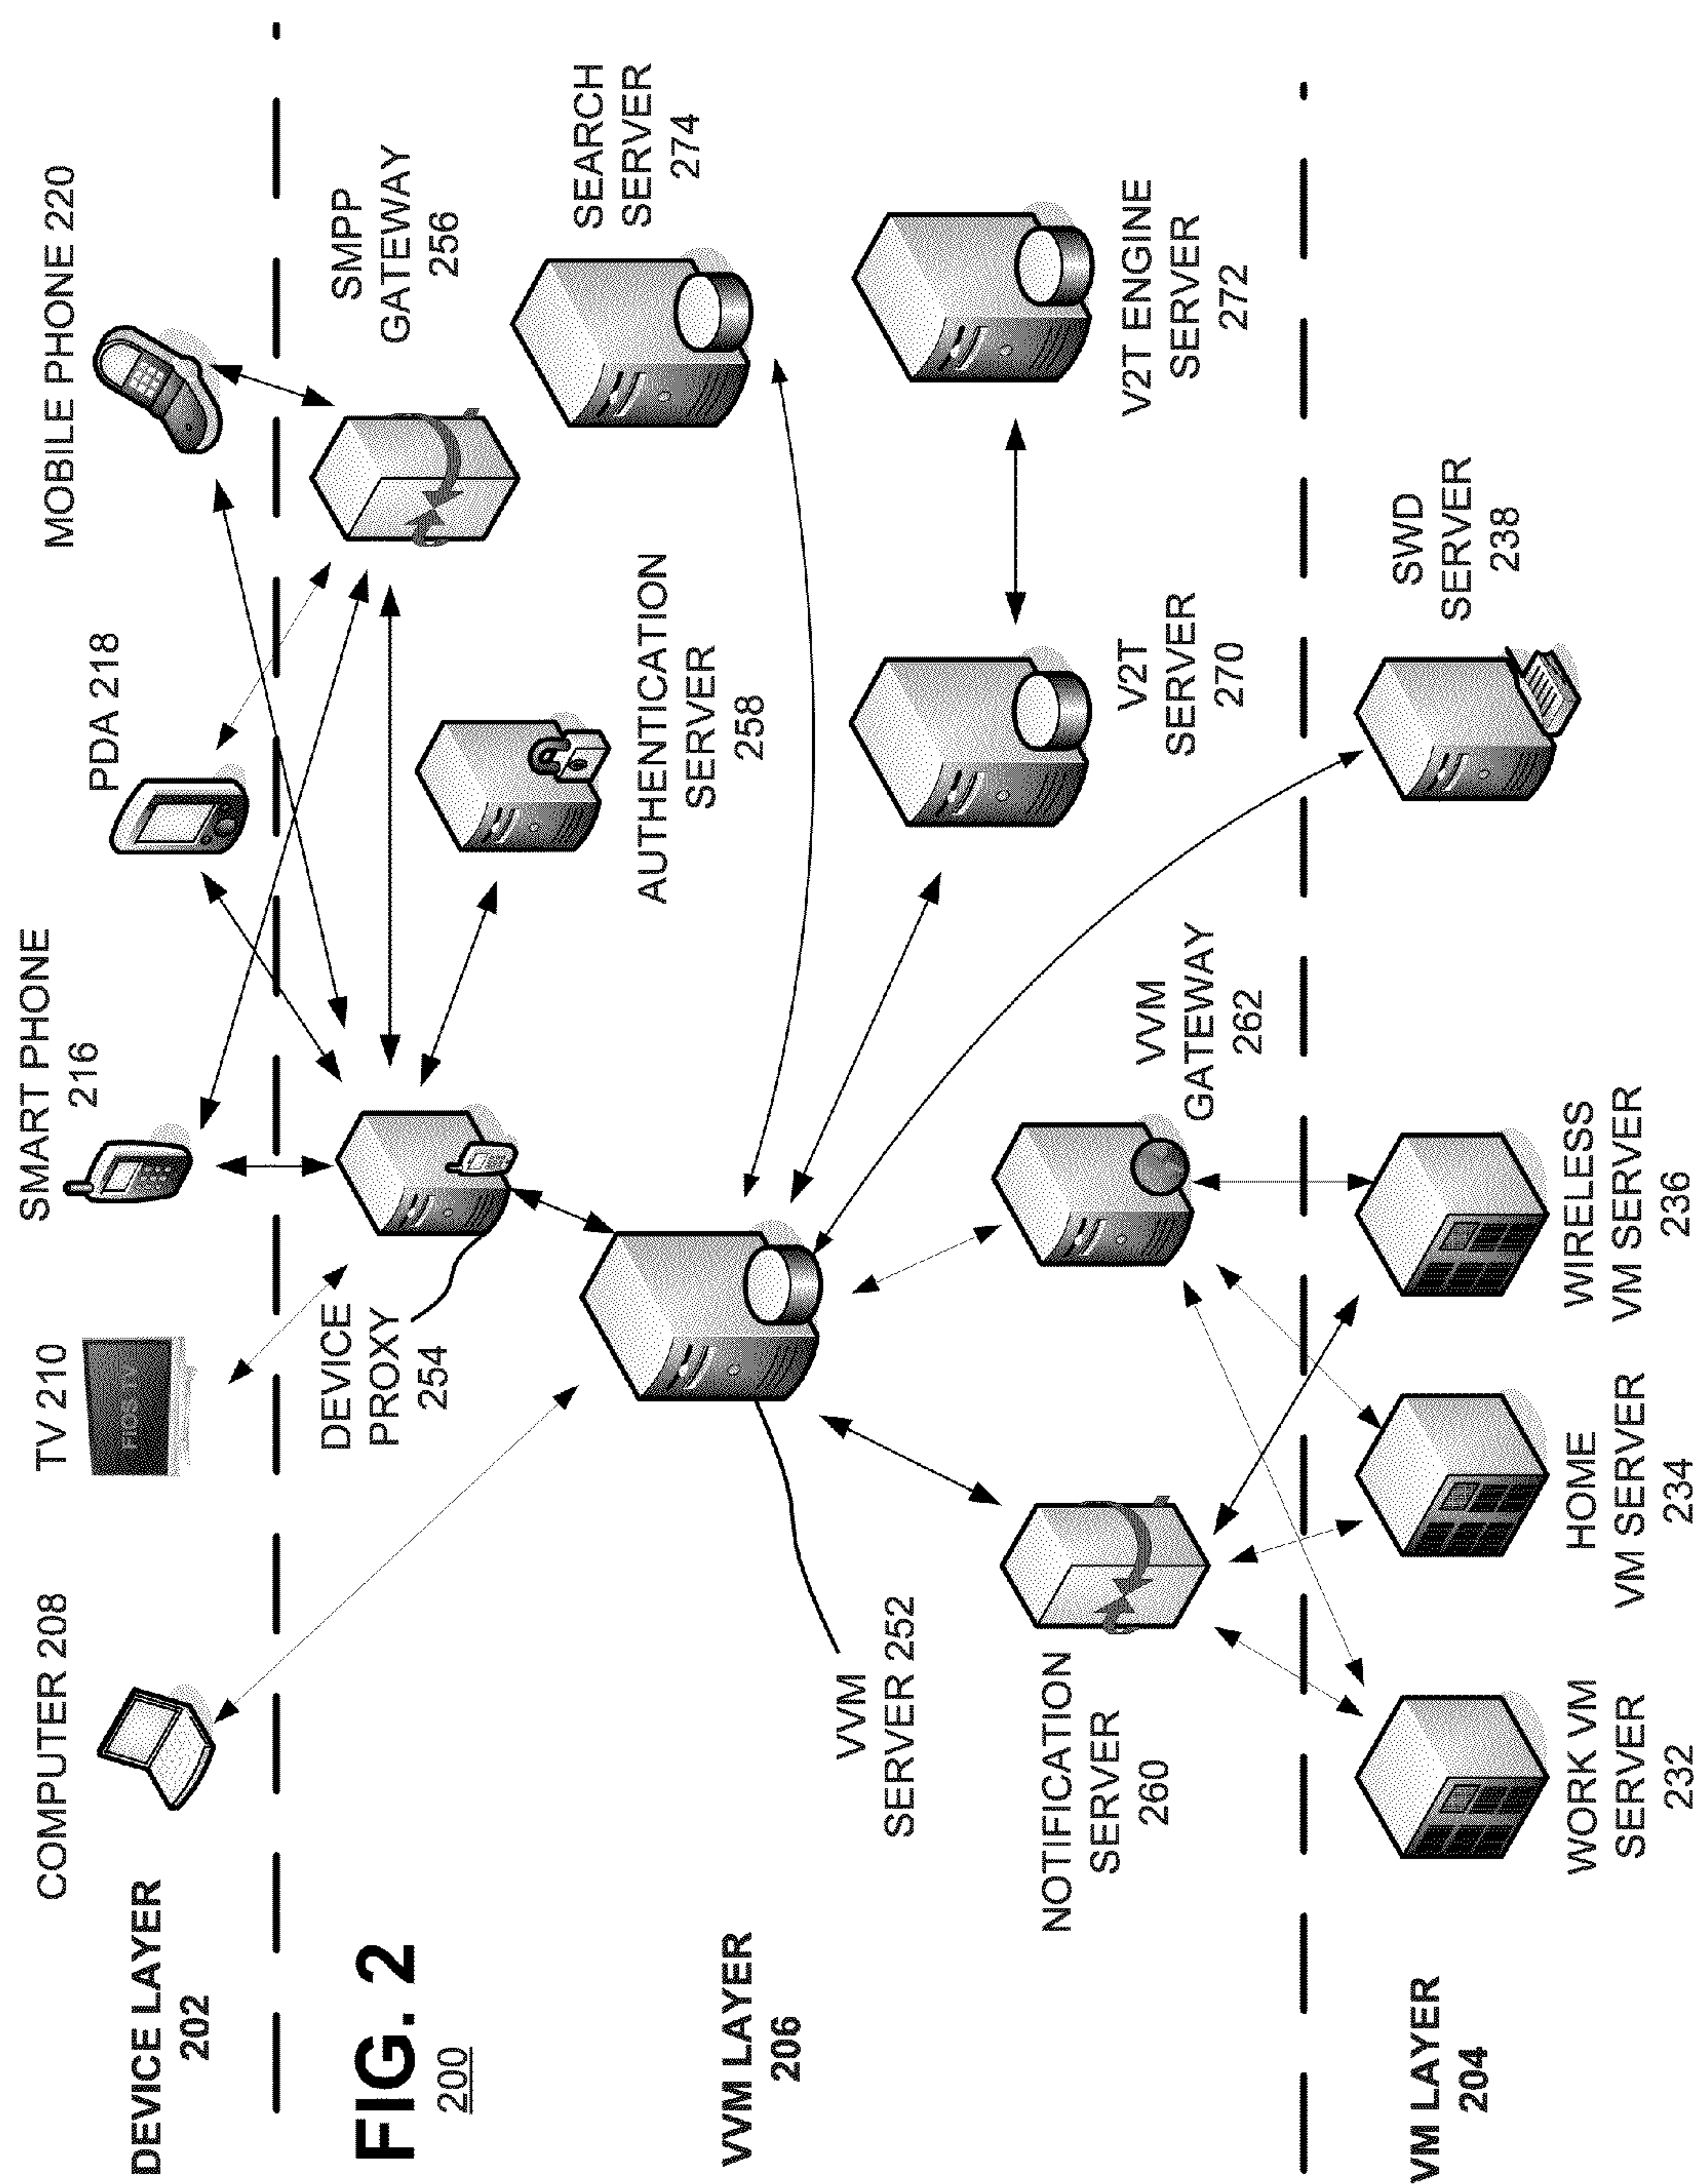 DEVICE LAYER
202
COMPUTER 208
TV 210
FIOS TV
SMART PHONE
216
PDA 218
MOBILE PHONE 220
FIG. 2
200
DEVICE
PROXY
254
SMPP
GATEWAY
256
AUTHENTICATION
SERVER
258
SEARCH
SERVER
274
VVM LAYER
206
VVM
SERVER 252
V2T
SERVER
270
V2T ENGINE
SERVER
272
NOTIFICATION
SERVER
260
VVM
GATEWAY
262
VM LAYER
204
WORK VM
SERVER
232
HOME
VM SERVER
234
WIRELESS
VM SERVER
236
SWD
SERVER
238